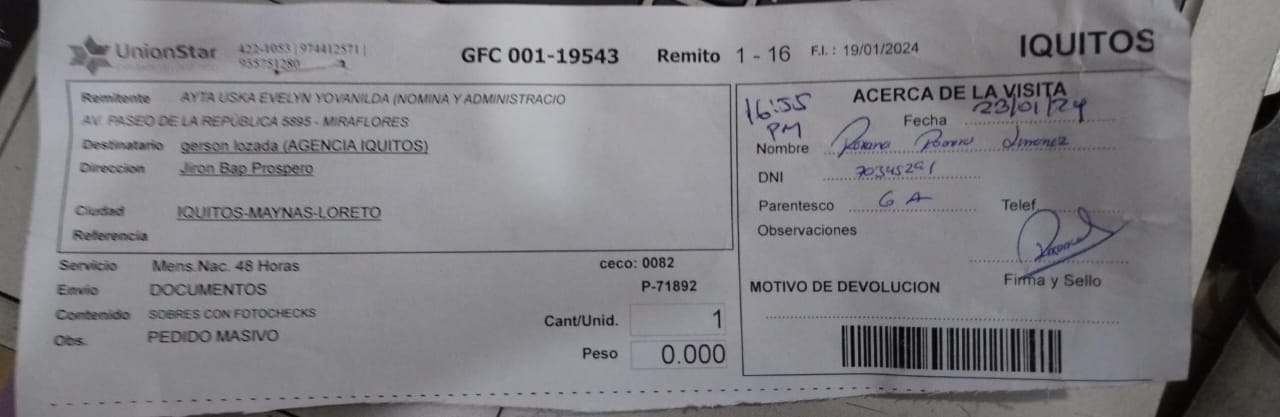 UnionStar 422-1053 | 974412571 |
955751280
GFC 001-19543 Remito 1 - 16 F.I. : 19/01/2024 IQUITOS
Remitente AYTA USKA EVELYN YOVANILDA (NOMINA Y ADMINISTRACIO
AV. PASEO DE LA REPÚBLICA 5895 - MIRAFLORES
Destinatario gerson lozada (AGENCIA IQUITOS)
Direccion Jiron Bap Prospero
Ciudad IQUITOS-MAYNAS-LORETO
Referencia
Servicio Mens.Nac. 48 Horas ceco: 0082
Envio DOCUMENTOS P-71892
Contenido SOBRES CON FOTOCHECKS
Obs. PEDIDO MASIVO
Cant/Unid. 1
Peso 0.000
ACERCA DE LA VISITA
16:55 PM
Fecha 23/01/24
Nombre Jimenez
DNI 70345291
Parentesco G A Telef
Observaciones
Firma y Sello
MOTIVO DE DEVOLUCION